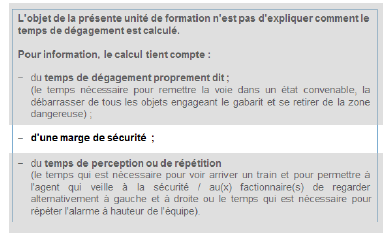 L'objet de la présente unité de formation n'est pas d'expliquer comment le
temps de dégagement est calculé.
Pour information, le calcul tient compte :
– du temps de dégagement proprement dit ;
(le temps nécessaire pour remettre la voie dans un état convenable, la
débarrasser de tous les objets engageant le gabarit et se retirer de la zone
dangereuse) ;
– d'une marge de sécurité ;
– du temps de perception ou de répétition
(le temps qui est nécessaire pour voir arriver un train et pour permettre à
l'agent qui veille à la sécurité / au(x) factionnaire(s) de regarder
alternativement à gauche et à droite ou le temps qui est nécessaire pour
répéter l'alarme à hauteur de l'équipe).